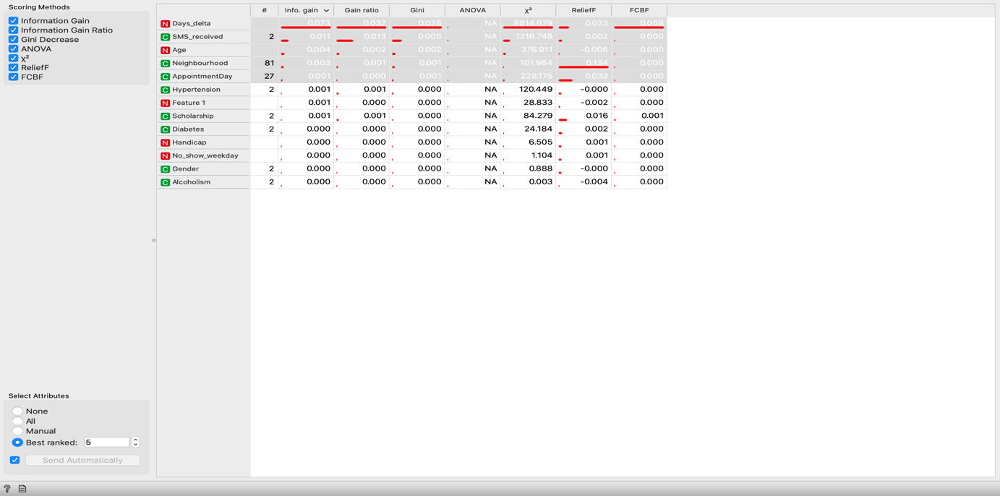 Scoring Methods
Information Gain
Information Gain Ratio
Gini Decrease
ANOVA
χ²
ReliefF
FCBF
Select Attributes
None
All
Manual
Best ranked: 5
Send Automatically
# Info. gain Gain ratio Gini ANOVA χ² ReliefF FCBF
N Days_delta 0.073 0.037 0.028 NA 8814.679 0.023 0.058
C SMS_received 2 0.011 0.013 0.005 NA 1216.748 0.002 0.000
N Age 0.004 0.002 0.002 NA 376.911 -0.006 0.000
C Neighbourhood 81 0.003 0.001 0.001 NA 101.984 0.134 0.000
C AppointmentDay 27 0.001 0.000 0.001 NA 229.175 0.032 0.000
C Hypertension 2 0.001 0.001 0.000 NA 120.449 -0.000 0.000
N Feature 1 0.001 0.000 0.000 NA 28.833 -0.002 0.000
C Scholarship 2 0.001 0.001 0.000 NA 84.279 0.016 0.001
C Diabetes 2 0.000 0.000 0.000 NA 24.184 0.002 0.000
N Handicap 0.000 0.000 0.000 NA 6.505 0.001 0.000
N No_show_weekday 0.000 0.000 0.000 NA 1.104 0.001 0.000
C Gender 2 0.000 0.000 0.000 NA 0.888 -0.000 0.000
C Alcoholism 2 0.000 0.000 0.000 NA 0.003 -0.004 0.000
?